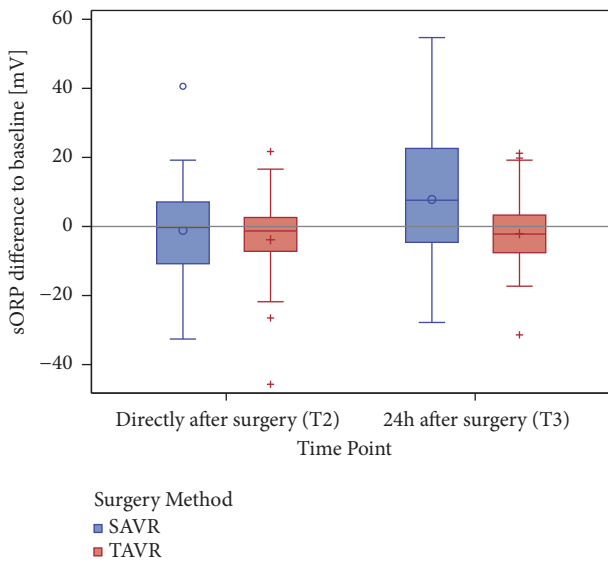 sORP difference to baseline [mV]
60
40
20
0
−20
−40
Directly after surgery (T2)
24h after surgery (T3)
Time Point
Surgery Method
SAVR
TAVR